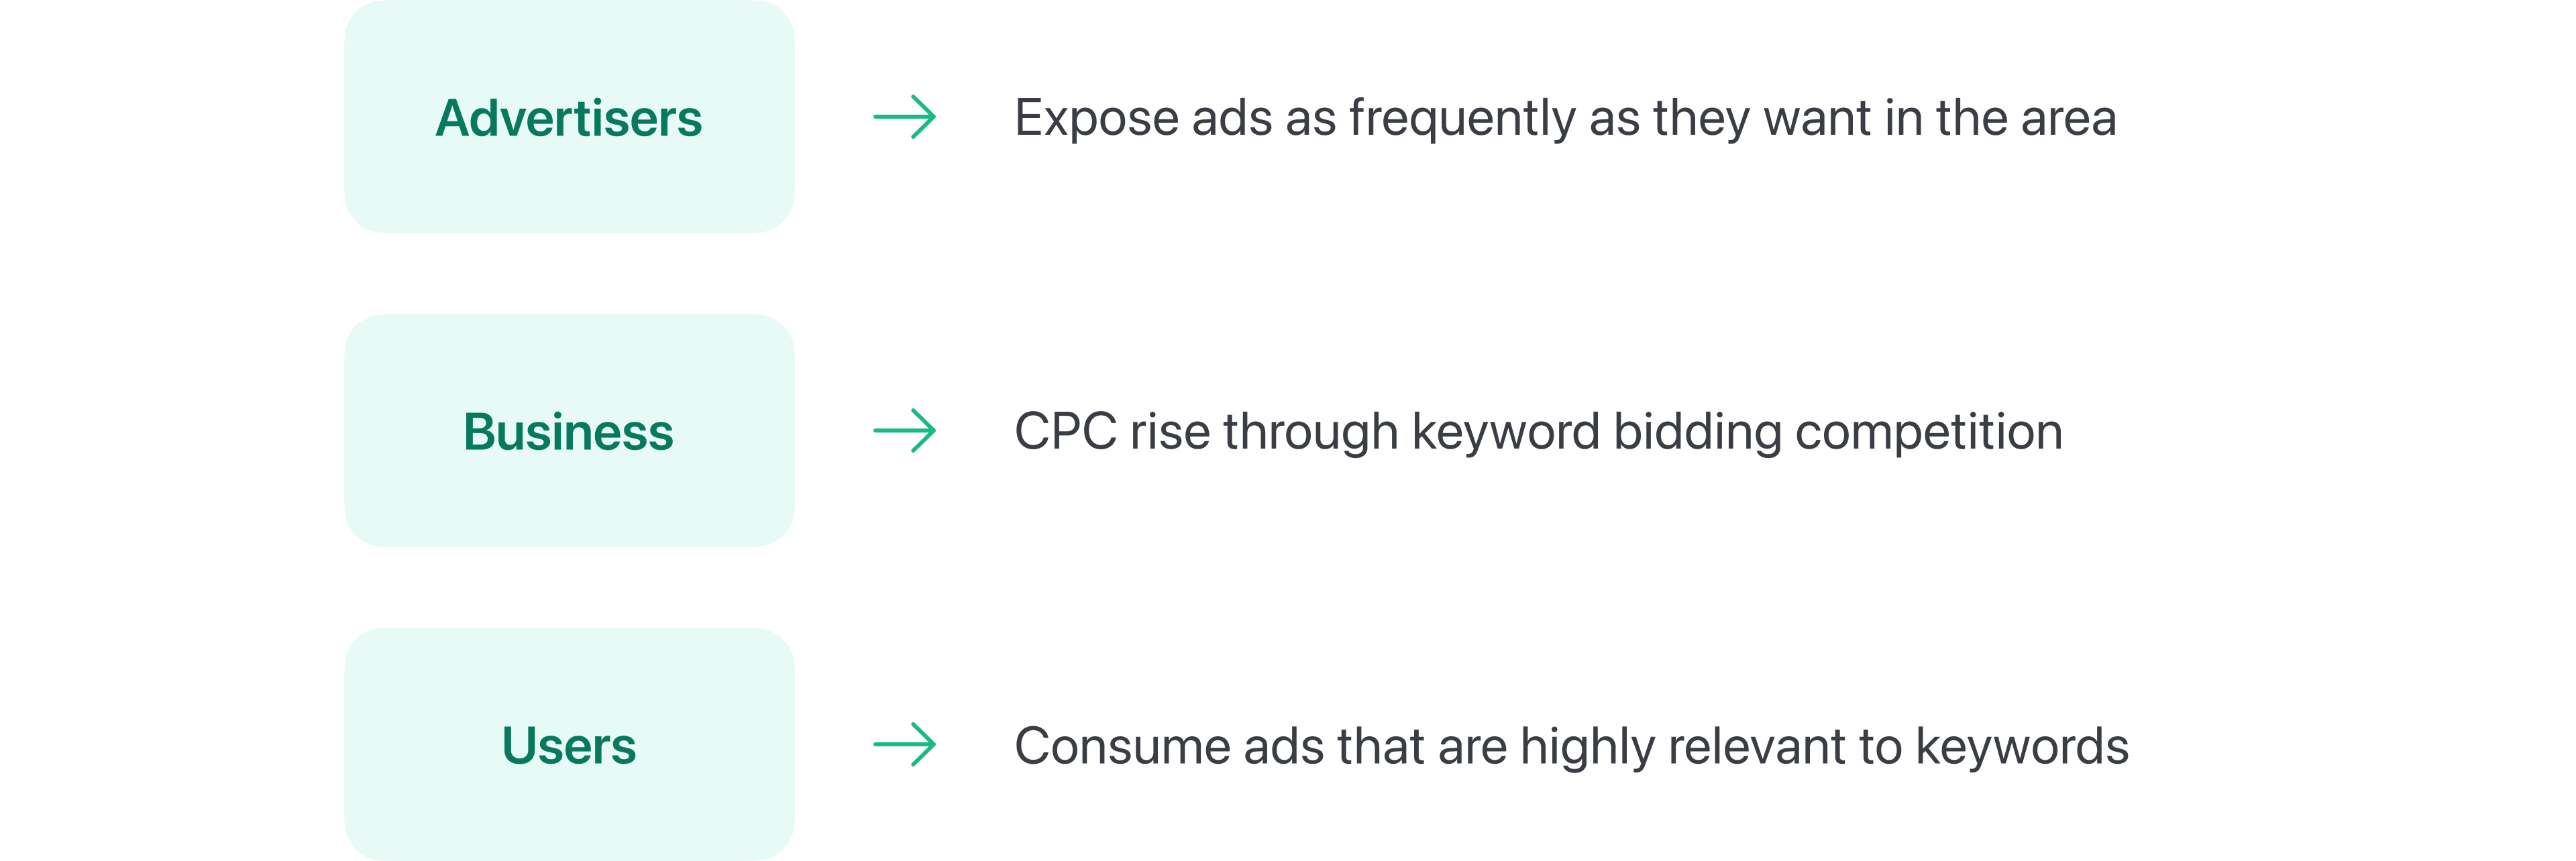 Advertisers
Expose ads as frequently as they want in the area
Business
CPC rise through keyword bidding competition
Users
Consume ads that are highly relevant to keywords